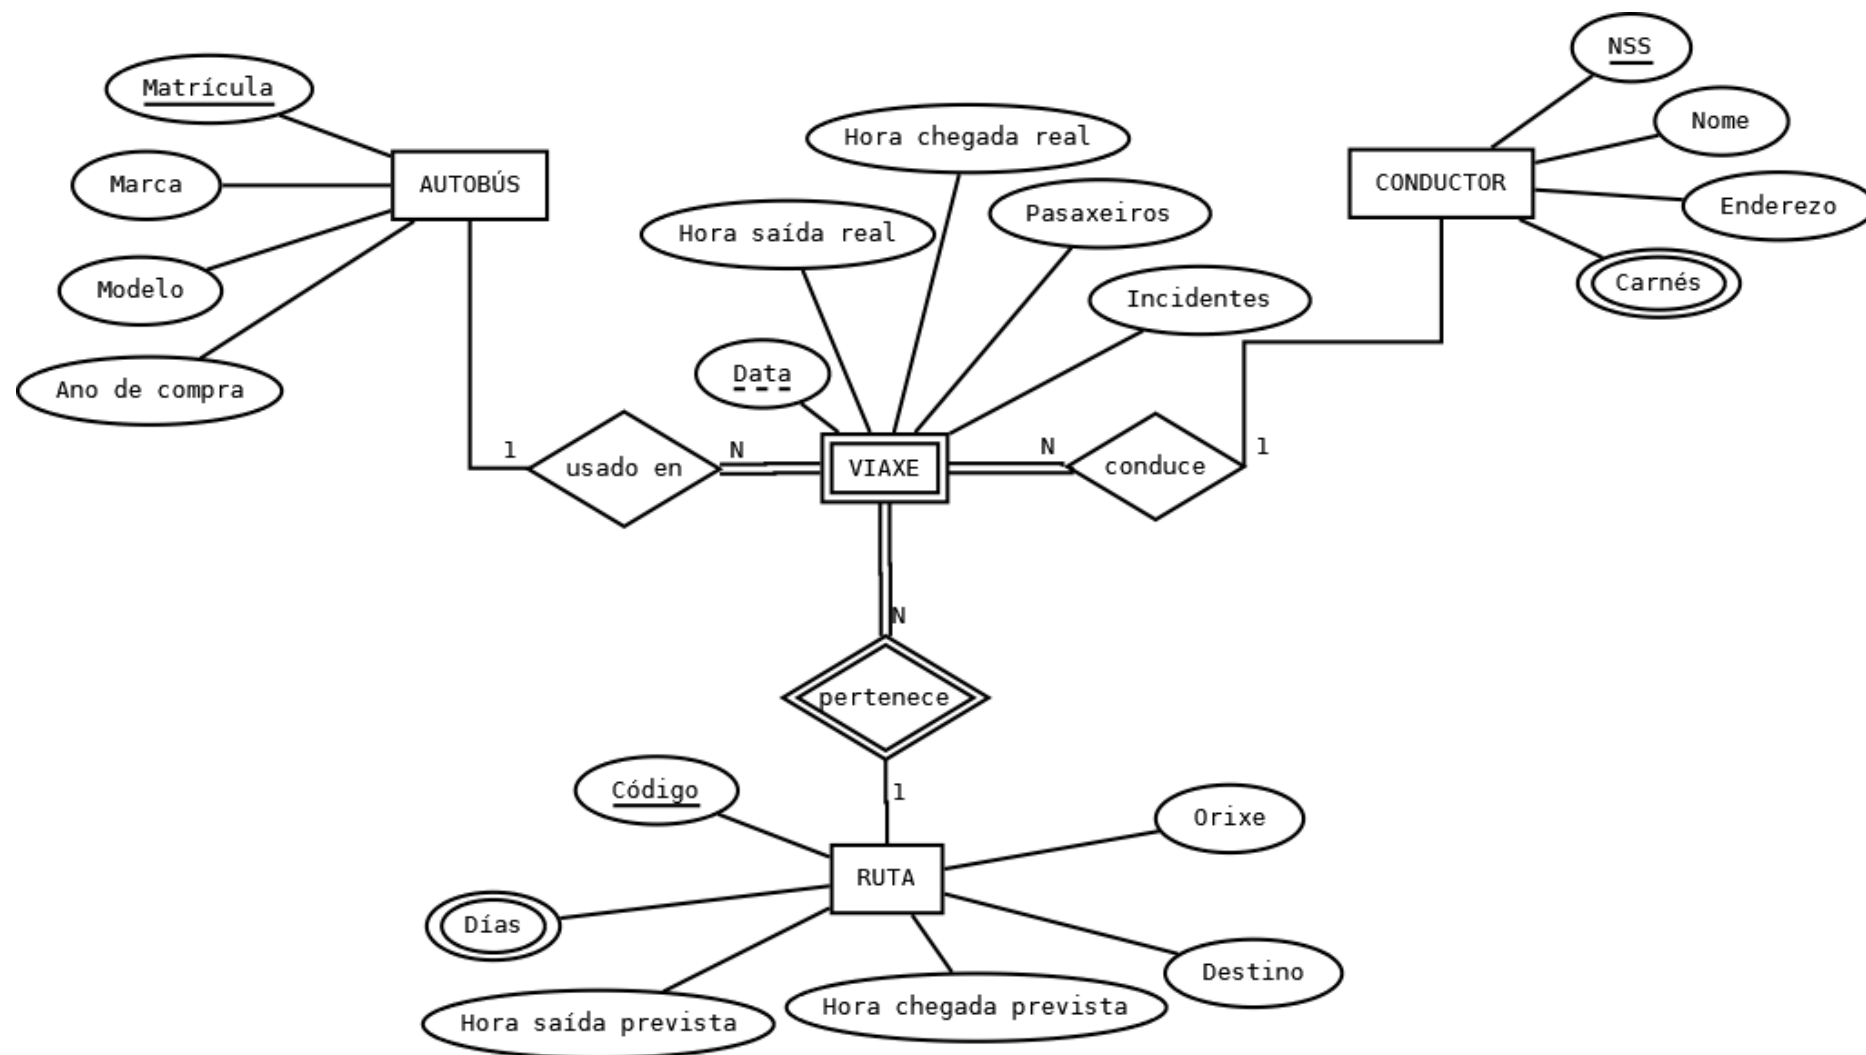 NSS
Matrícula
Nome
Hora chegada real
Marca
AUTOBÚS
CONDUCTOR
Enderezo
Pasaxeiros
Hora saída real
Carnés
Modelo
Incidentes
Data
Ano de compra
1
N
N
1
usado en
VIAXE
conduce
N
pertenece
1
Código
Orixe
RUTA
Días
Destino
Hora chegada prevista
Hora saída prevista